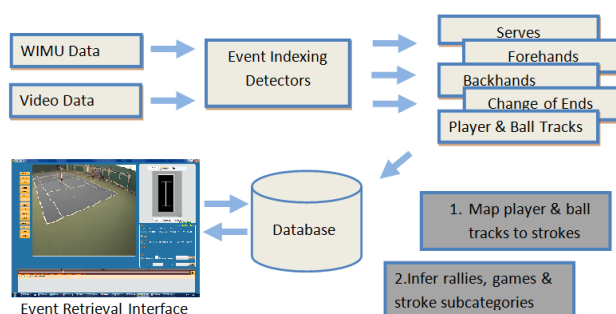 WIMU Data
Video Data
Event Indexing
Detectors
Serves
Forehands
Backhands
Change of Ends
Player & Ball Tracks
Database
1. Map player & ball
tracks to strokes
2.Infer rallies, games &
stroke subcategories
Event Retrieval Interface